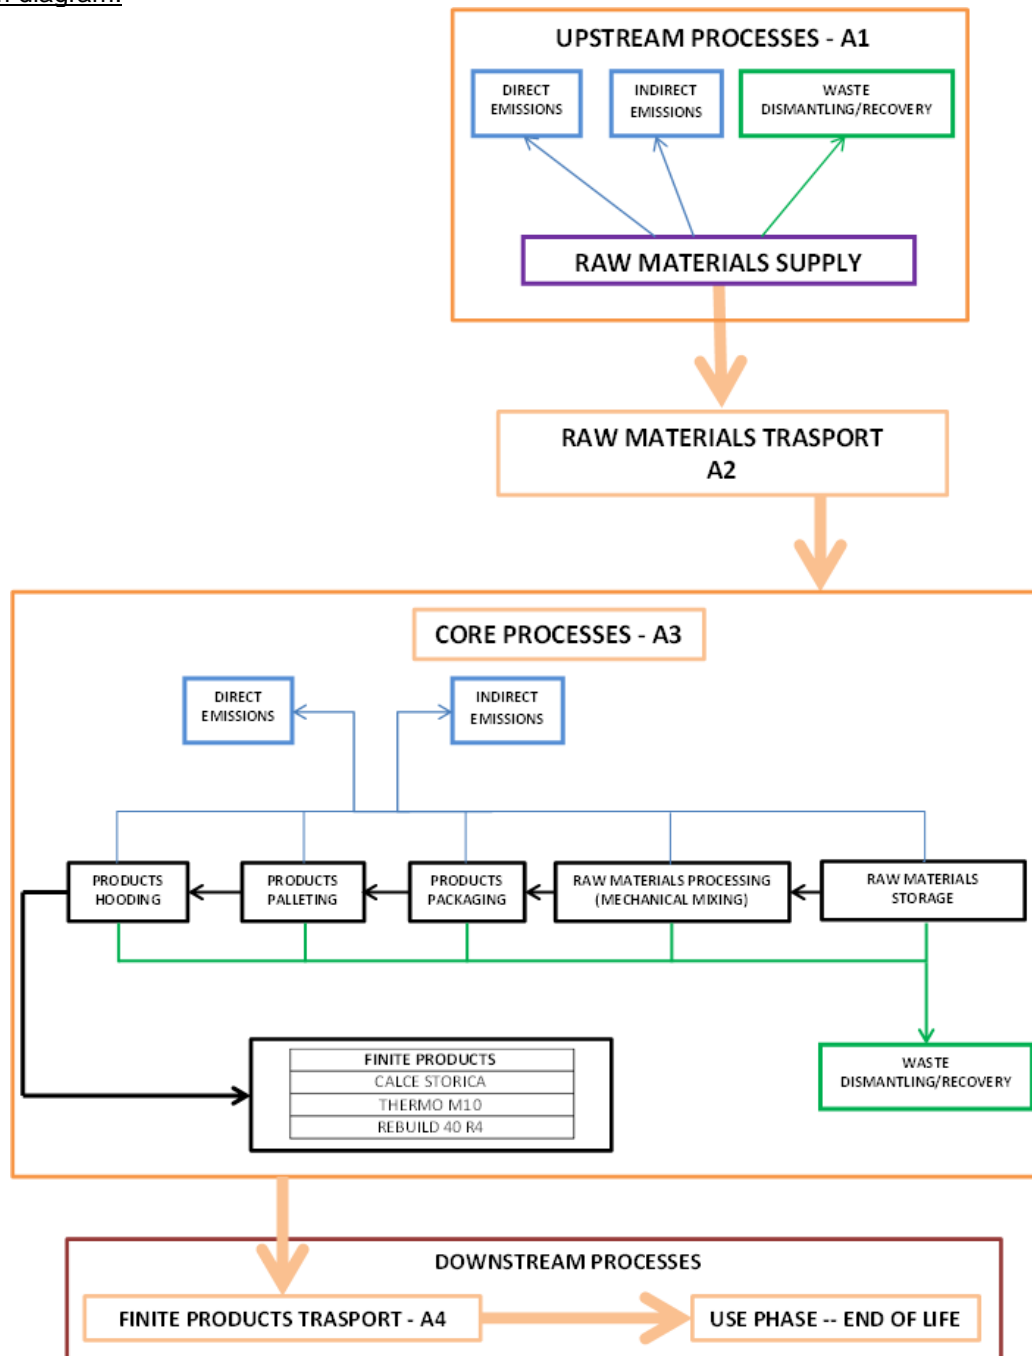 diagram:
UPSTREAM PROCESSES - A1
DIRECT
EMISSIONS
INDIRECT
EMISSIONS
WASTE
DISMANTLING/RECOVERY
RAW MATERIALS SUPPLY
RAW MATERIALS TRASPORT
A2
CORE PROCESSES - A3
DIRECT
EMISSIONS
INDIRECT
EMISSIONS
PRODUCTS
HOODING
PRODUCTS
PALLETING
PRODUCTS
PACKAGING
RAW MATERIALS PROCESSING
(MECHANICAL MIXING)
RAW MATERIALS
STORAGE
FINITE PRODUCTS
CALCE STORICA
THERMO M10
REBUILD 40 R4
WASTE
DISMANTLING/RECOVERY
DOWNSTREAM PROCESSES
FINITE PRODUCTS TRASPORT - A4
USE PHASE -- END OF LIFE